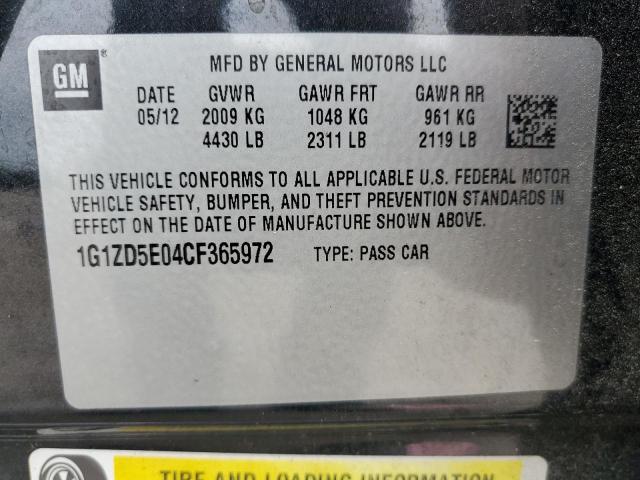 GM ®
MFD BY GENERAL MOTORS LLC
DATE GVWR GAWR FRT GAWR RR
05/12 2009 KG 1048 KG 961 KG
4430 LB 2311 LB 2119 LB
THIS VEHICLE CONFORMS TO ALL APPLICABLE U.S. FEDERAL MOTOR
VEHICLE SAFETY, BUMPER, AND THEFT PREVENTION STANDARDS IN
EFFECT ON THE DATE OF MANUFACTURE SHOWN ABOVE.
1G1ZD5E04CF365972 TYPE: PASS CAR
TIRE AND LOADING INFORMATION